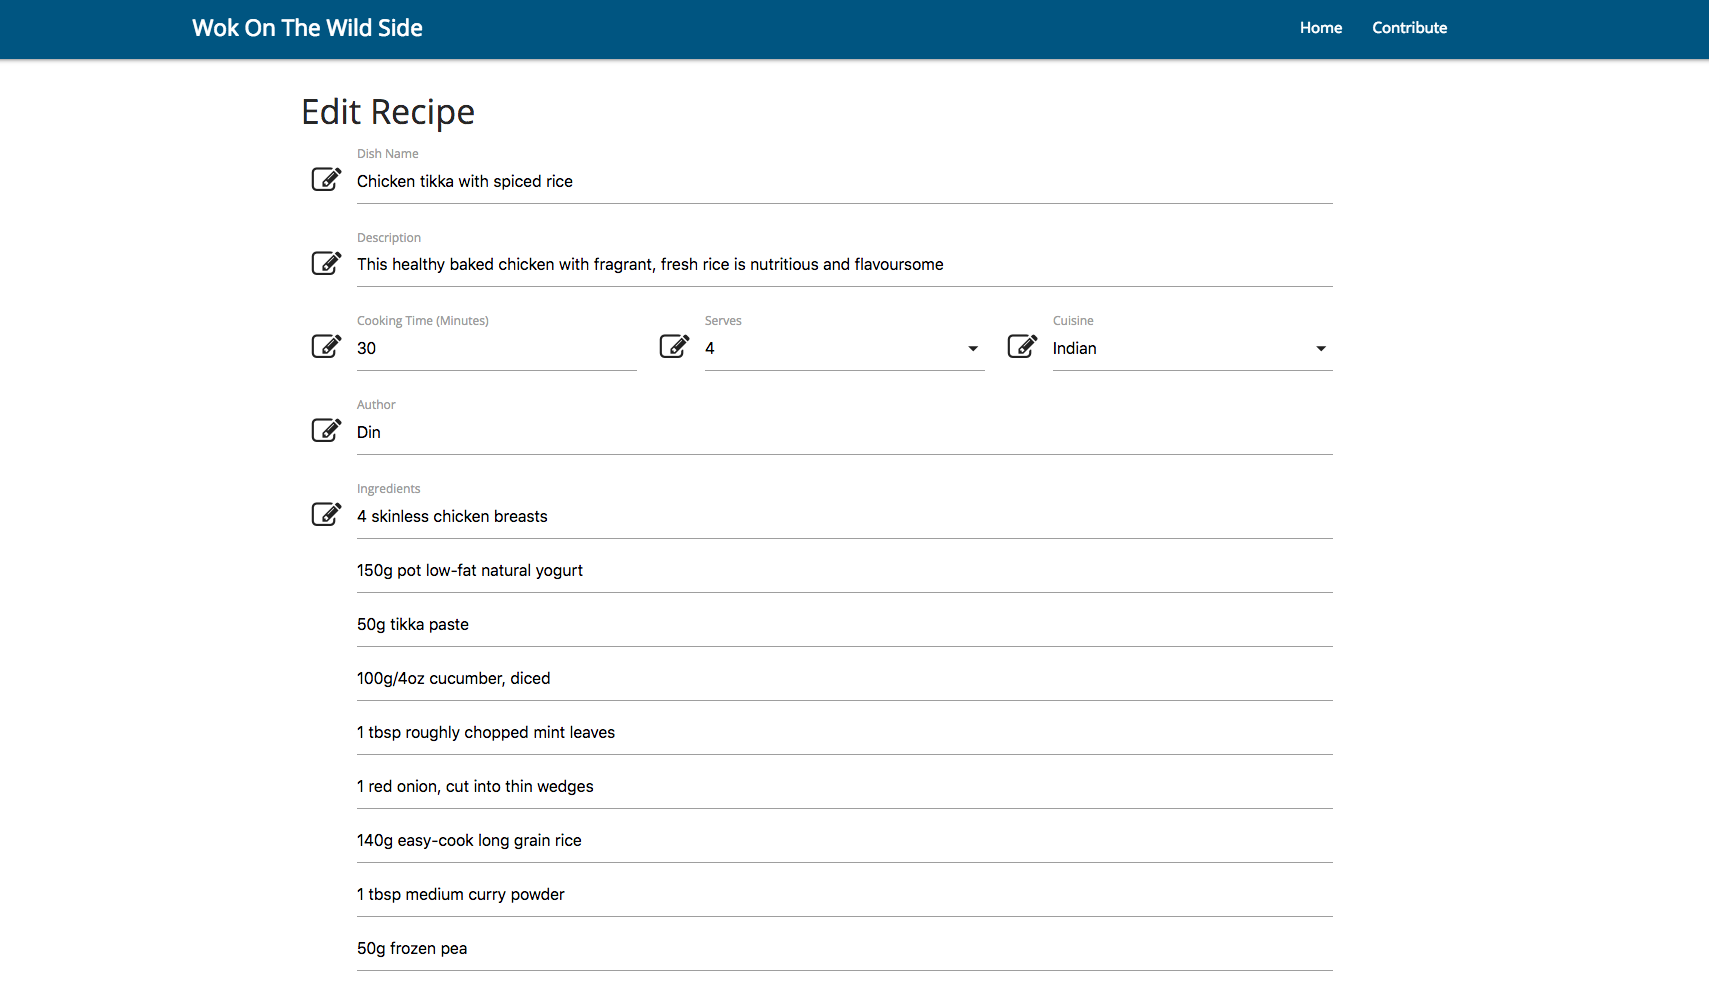 Wok On The Wild Side
Home Contribute
Edit Recipe
Dish Name
Chicken tikka with spiced rice
Description
This healthy baked chicken with fragrant, fresh rice is nutritious and flavoursome
Cooking Time (Minutes) Serves Cuisine
30 4 Indian
Author
Din
Ingredients
4 skinless chicken breasts
150g pot low-fat natural yogurt
50g tikka paste
100g/4oz cucumber, diced
1 tbsp roughly chopped mint leaves
1 red onion, cut into thin wedges
140g easy-cook long grain rice
1 tbsp medium curry powder
50g frozen pea